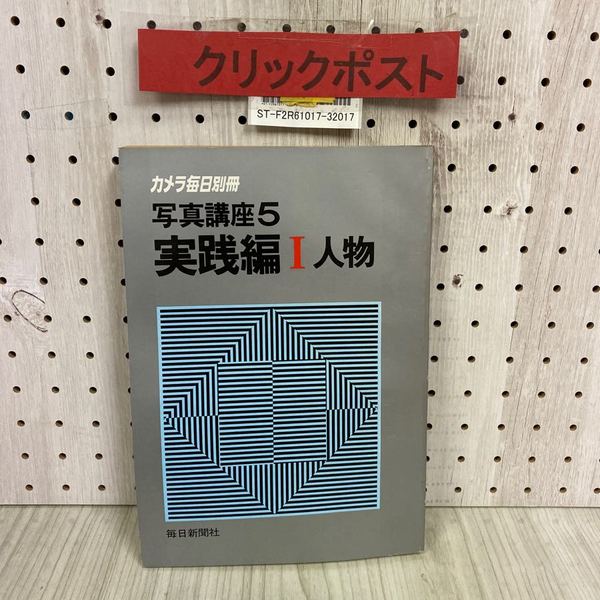 クリックポスト
ST-F2R61017-32017
カメラ毎日別冊
写真講座5
実践編 I 人物
毎日新聞社